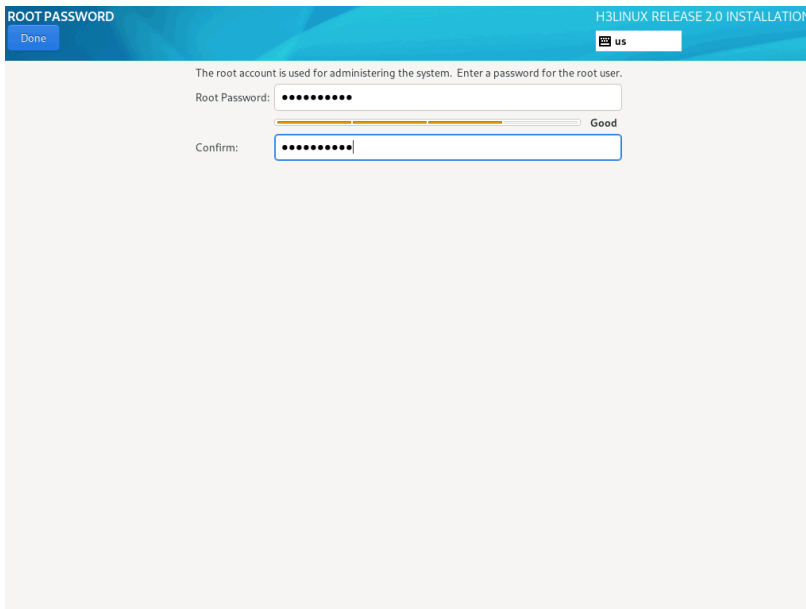 ROOT PASSWORD
H3LINUX RELEASE 2.0 INSTALLATION
Done
us
The root account is used for administering the system. Enter a password for the root user.
Root Password: ●●●●●●●●●●
Good
Confirm: ●●●●●●●●●●